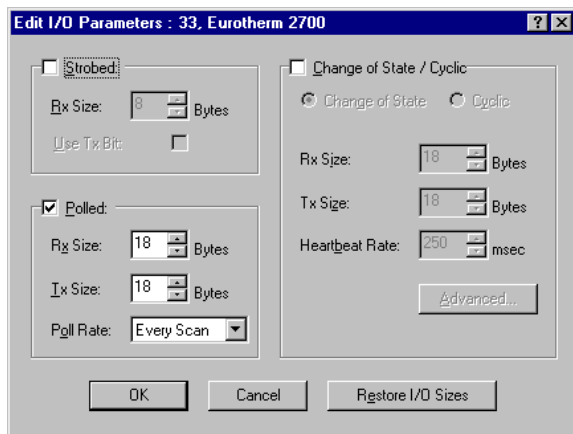 Edit I/O Parameters : 33, Eurotherm 2700
Strobed:
Rx Size: 8 Bytes
Use Tx Bit:
Polled:
Rx Size: 18 Bytes
Tx Size: 18 Bytes
Poll Rate: Every Scan
Change of State / Cyclic
Change of State Cyclic
Rx Size: 18 Bytes
Tx Size: 18 Bytes
Heartbeat Rate: 250 msec
Advanced...
OK Cancel Restore I/O Sizes